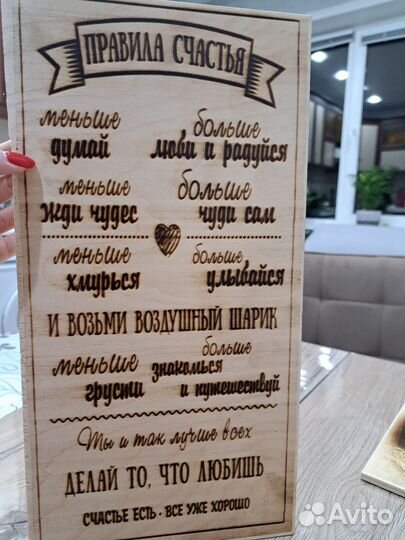 ПРАВИЛА СЧАСТЬЯ
меньше больше
думай люби и радуйся
меньше больше
жди чудес чуди сам
меньше больше
хмурься улыбайся
И ВОЗЬМИ ВОЗДУШНЫЙ ШАРИК
меньше больше
грусти знакомься
и путешествуй
Ты и так лучше всех
ДЕЛАЙ ТО, ЧТО ЛЮБИШЬ
СЧАСТЬЕ ЕСТЬ • ВСЕ УЖЕ ХОРОШО
Avito